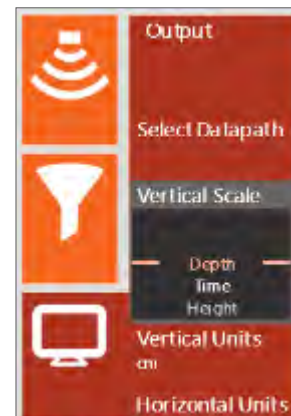 Output
Select Datapath
Vertical Scale
Depth
Time
Height
Vertical Units
cm
Horizontal Units